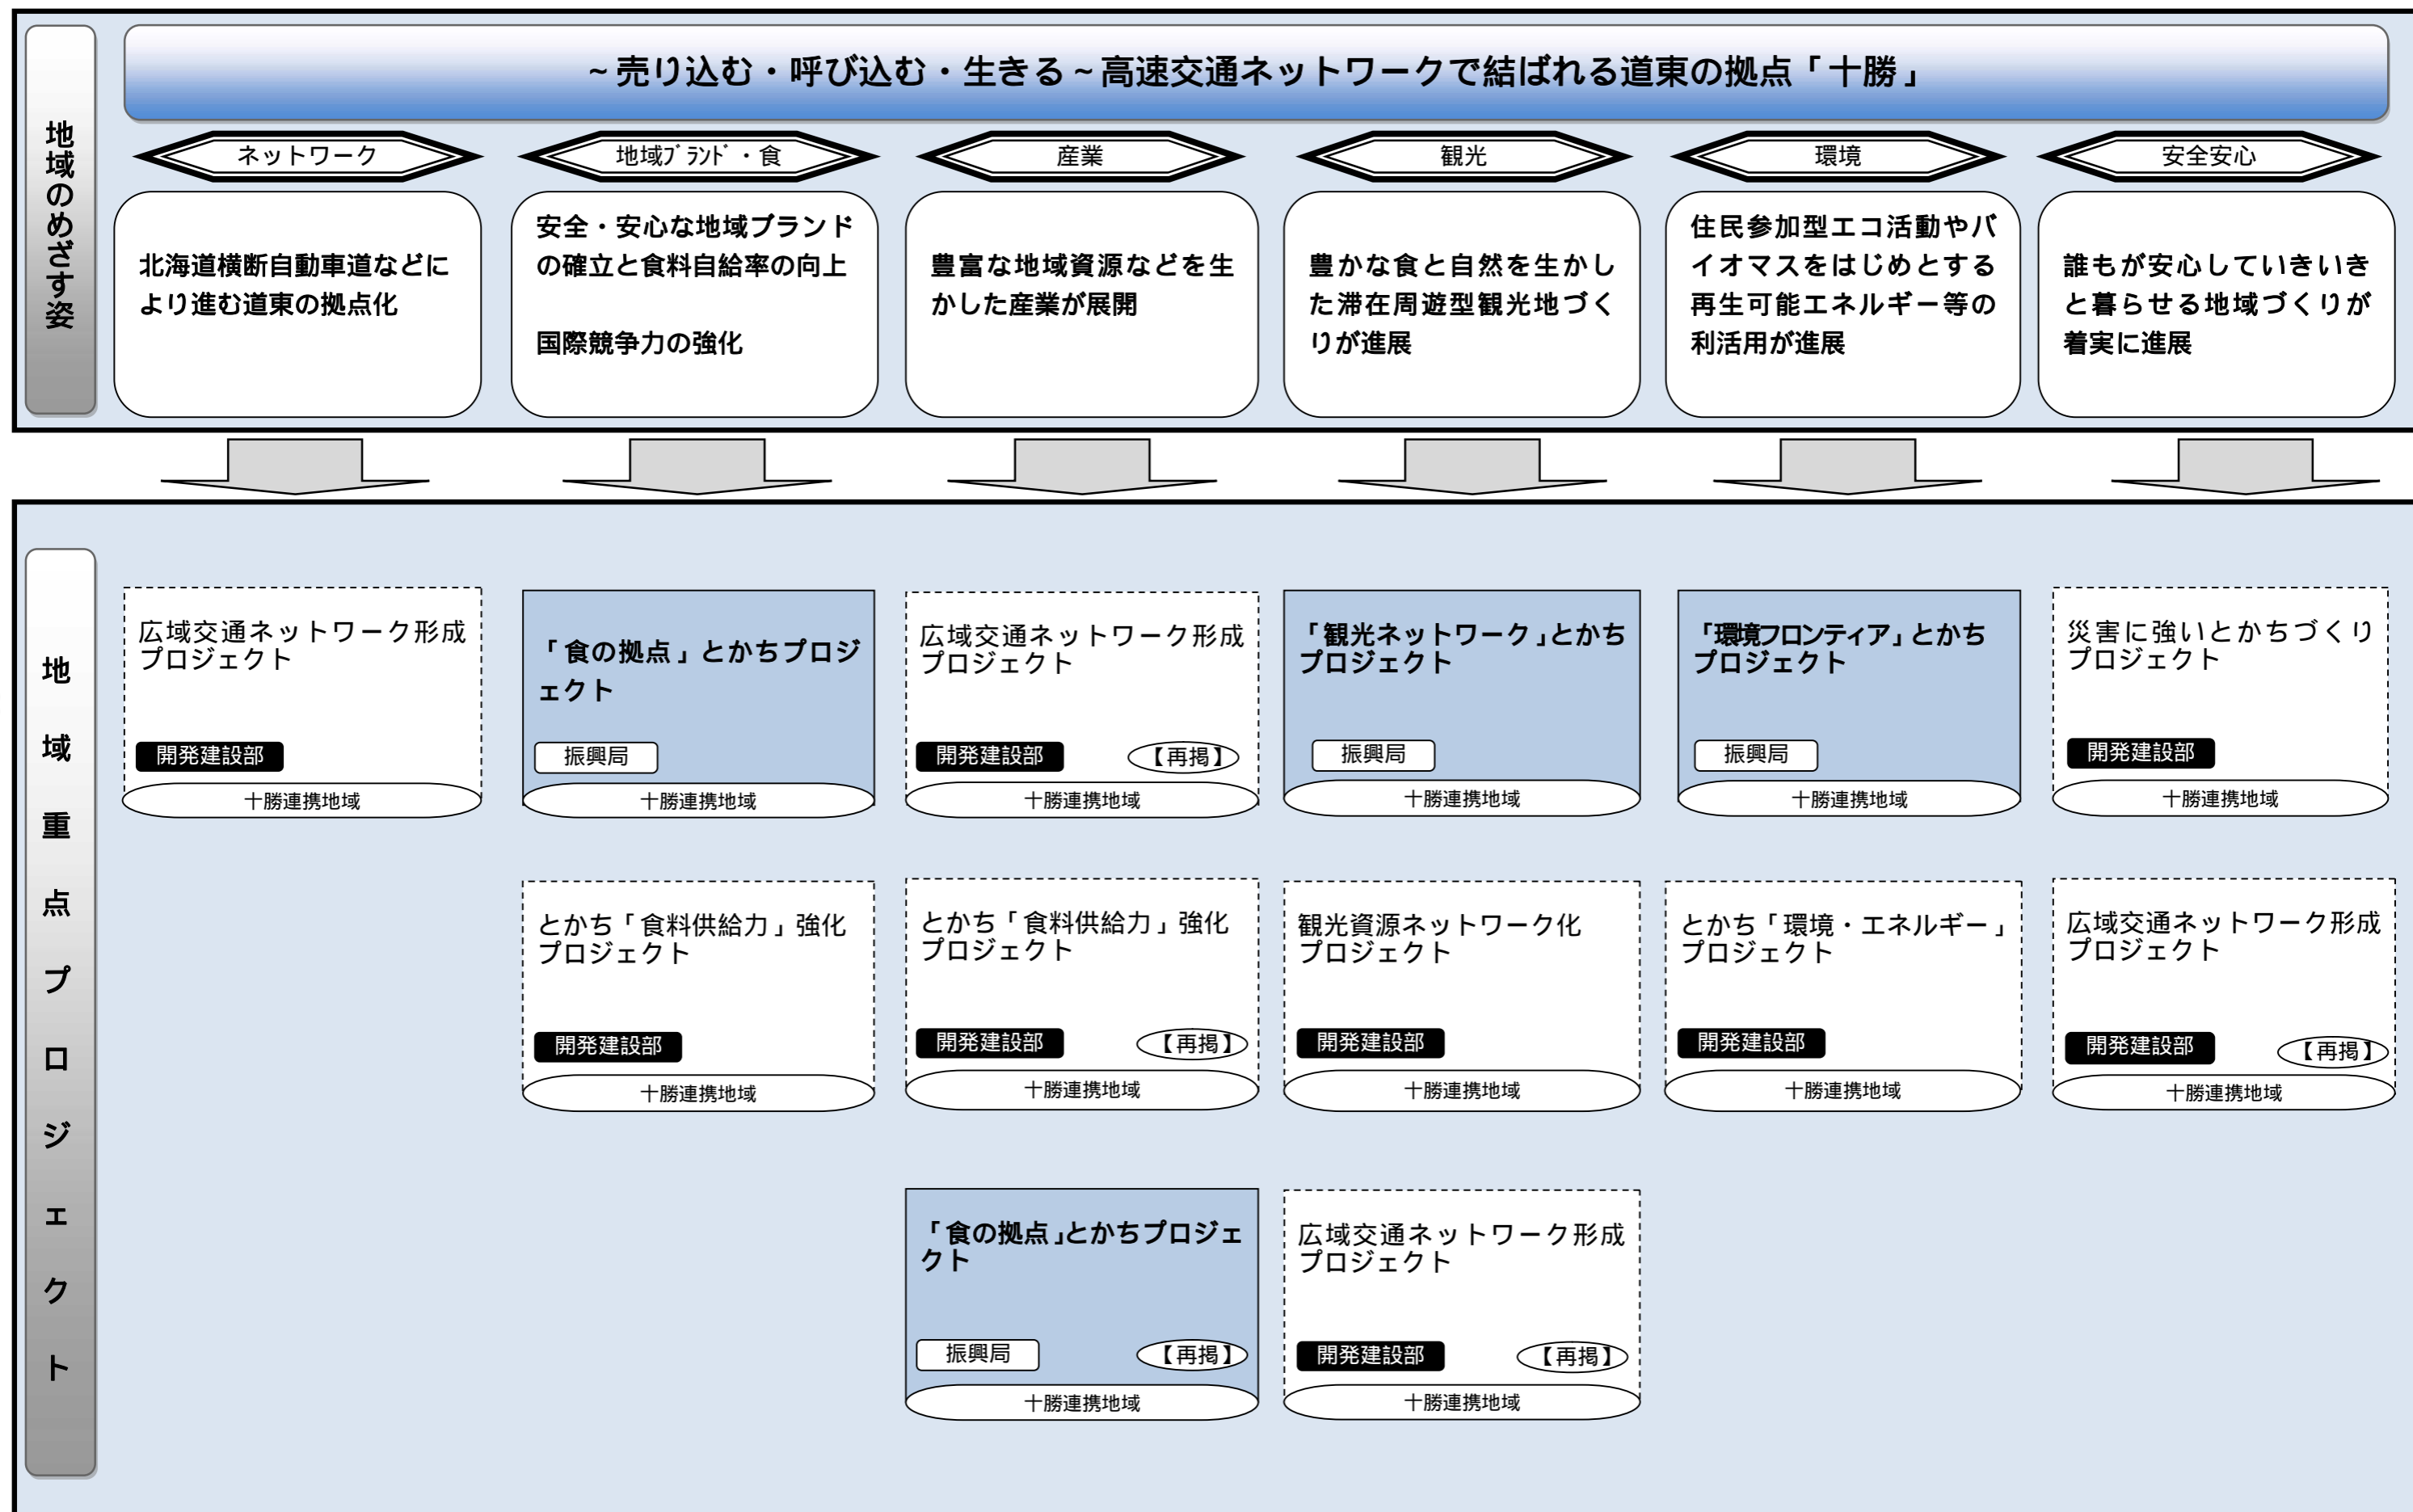 ~売り込む・呼び込む・生きる~高速交通ネットワークで結ばれる道東の拠点「十勝」
地域のめざす姿
ネットワーク
北海道横断自動車道などに
より進む道東の拠点化
地域ﾌﾞﾗﾝﾄﾞ・食
安全・安心な地域ブランド
の確立と食料自給率の向上
国際競争力の強化
産業
豊富な地域資源などを生
かした産業が展開
観光
豊かな食と自然を生かし
た滞在周遊型観光地づく
りが進展
環境
住民参加型エコ活動やバ
イオマスをはじめとする
再生可能エネルギー等の
利活用が進展
安全安心
誰もが安心していきいき
と暮らせる地域づくりが
着実に進展
地域重点プロジェクト
広域交通ネットワーク形成
プロジェクト
開発建設部
十勝連携地域
「食の拠点」とかちプロジ
ェクト
振興局
十勝連携地域
広域交通ネットワーク形成
プロジェクト
開発建設部
【再掲】
十勝連携地域
「観光ネットワーク」とかち
プロジェクト
振興局
十勝連携地域
「環境フロンティア」とかち
プロジェクト
振興局
十勝連携地域
災害に強いとかちづくり
プロジェクト
開発建設部
十勝連携地域
とかち「食料供給力」強化
プロジェクト
開発建設部
十勝連携地域
とかち「食料供給力」強化
プロジェクト
開発建設部
【再掲】
十勝連携地域
観光資源ネットワーク化
プロジェクト
開発建設部
十勝連携地域
とかち「環境・エネルギー」
プロジェクト
開発建設部
十勝連携地域
広域交通ネットワーク形成
プロジェクト
開発建設部
【再掲】
十勝連携地域
「食の拠点」とかちプロジェ
クト
振興局
【再掲】
十勝連携地域
広域交通ネットワーク形成
プロジェクト
開発建設部
【再掲】
十勝連携地域